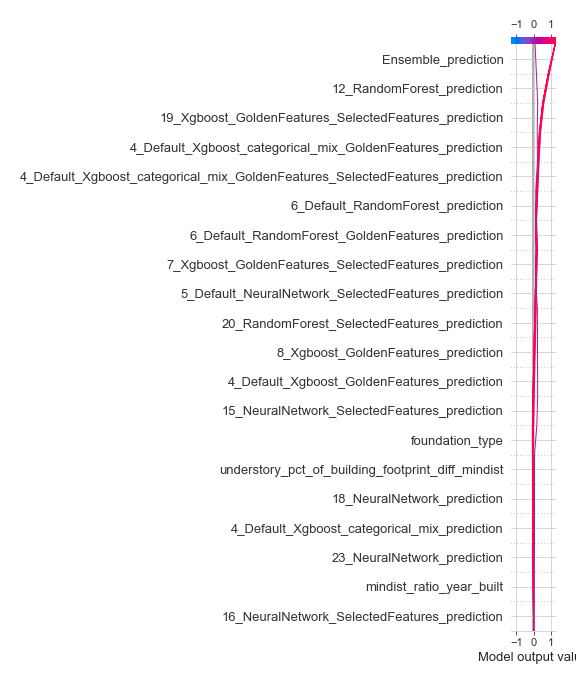 −1 0 1
Ensemble_prediction
12_RandomForest_prediction
19_Xgboost_GoldenFeatures_SelectedFeatures_prediction
4_Default_Xgboost_categorical_mix_GoldenFeatures_prediction
4_Default_Xgboost_categorical_mix_GoldenFeatures_SelectedFeatures_prediction
6_Default_RandomForest_prediction
6_Default_RandomForest_GoldenFeatures_prediction
7_Xgboost_GoldenFeatures_SelectedFeatures_prediction
5_Default_NeuralNetwork_SelectedFeatures_prediction
20_RandomForest_SelectedFeatures_prediction
8_Xgboost_GoldenFeatures_prediction
4_Default_Xgboost_GoldenFeatures_prediction
15_NeuralNetwork_SelectedFeatures_prediction
foundation_type
understory_pct_of_building_footprint_diff_mindist
18_NeuralNetwork_prediction
4_Default_Xgboost_categorical_mix_prediction
23_NeuralNetwork_prediction
mindist_ratio_year_built
16_NeuralNetwork_SelectedFeatures_prediction
−1 0 1
Model output valu